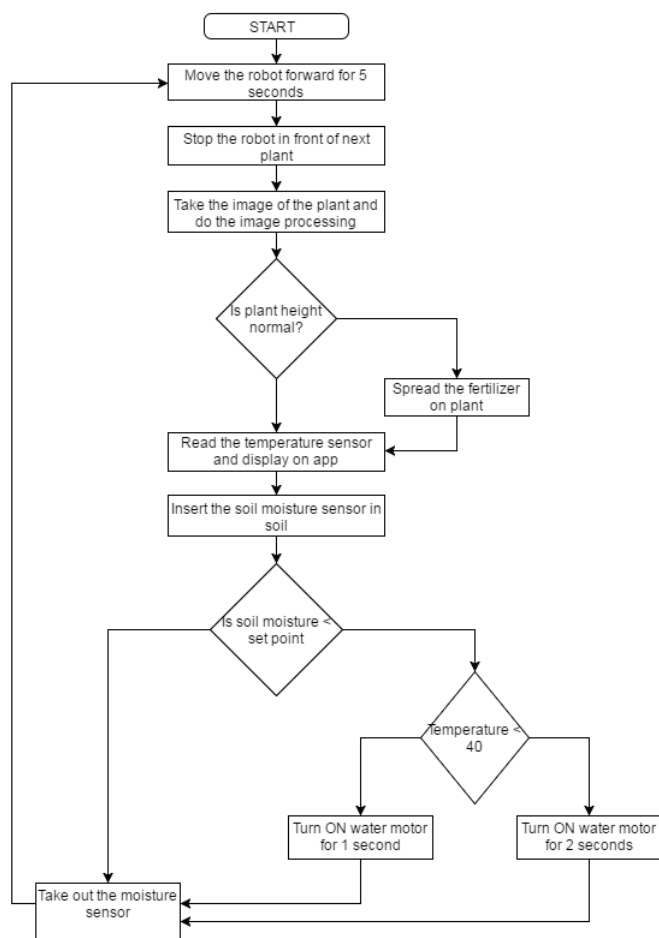 START
Move the robot forward for 5
seconds
Stop the robot in front of next
plant
Take the image of the plant and
do the image processing
Is plant height
normal?
Spread the fertilizer
on plant
Read the temperature sensor
and display on app
Insert the soil moisture sensor in
soil
Is soil moisture <
set point
Temperature <
40
Turn ON water motor
for 1 second
Turn ON water motor
for 2 seconds
Take out the moisture
sensor